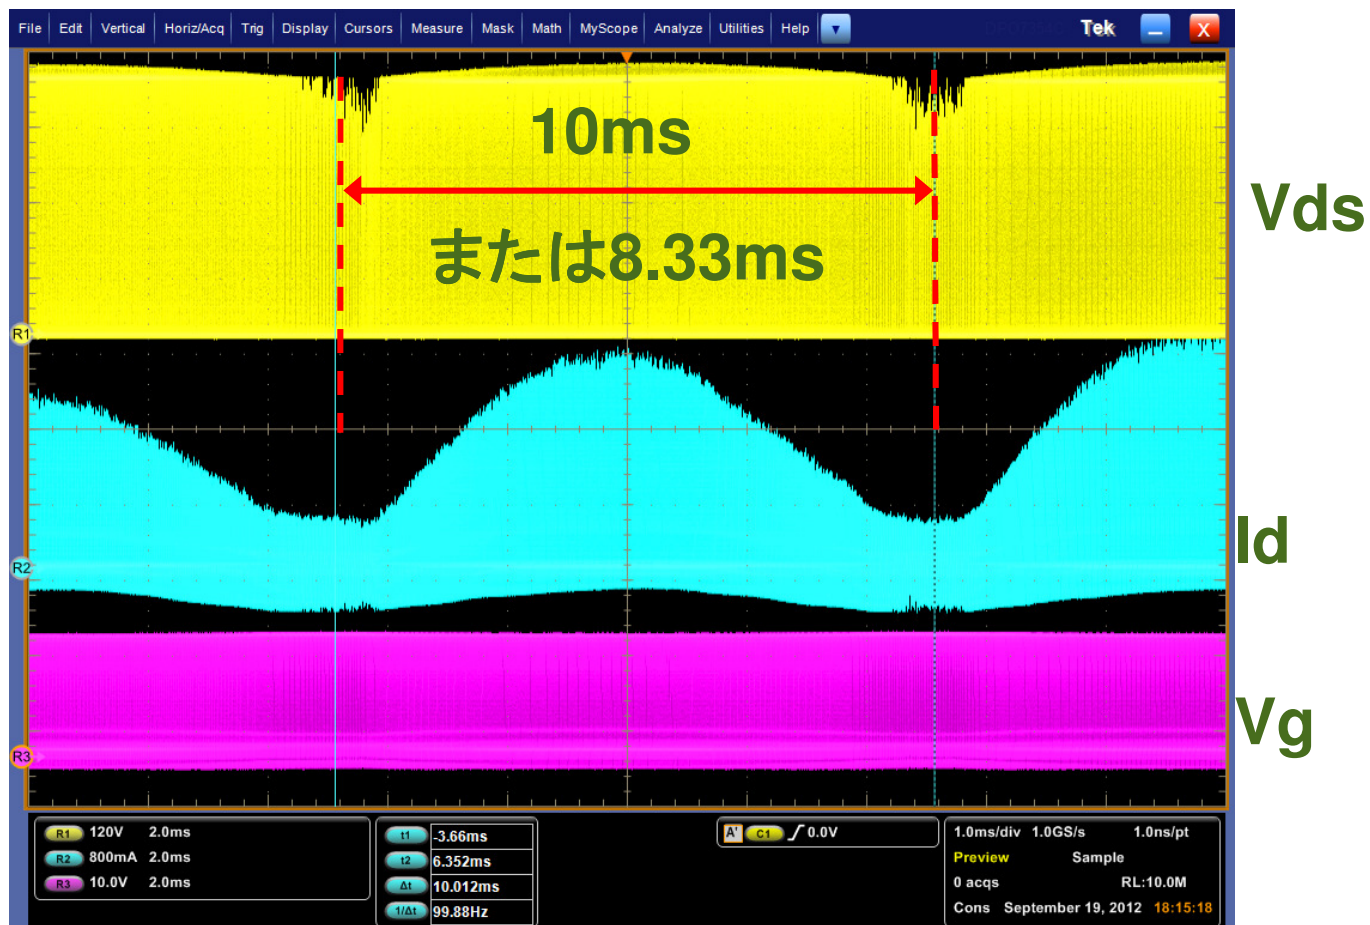 File Edit Vertical Horiz/Acq Trig Display Cursors Measure Mask Math MyScope Analyze Utilities Help Tek X
10ms
または8.33ms
Vds
Id
Vg
R1
R2
R3
R1 120V 2.0ms
R2 800mA 2.0ms
R3 10.0V 2.0ms
t1 -3.66ms
t2 6.352ms
Δt 10.012ms
1/Δt 99.88Hz
A' C1 0.0V
1.0ms/div 1.0GS/s 1.0ns/pt
Preview Sample
0 acqs RL:10.0M
Cons September 19, 2012 18:15:18